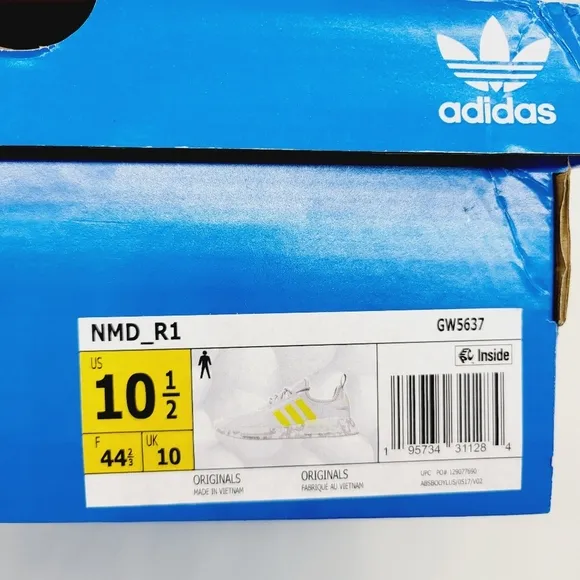 adidas
NMD_R1
GW5637
US
10 1/2
F
44 2/3
UK
10
Inside
ORIGINALS
MADE IN VIETNAM
ORIGINALS
FABRIQUÉ AU VIETNAM
1 95734 31128 4